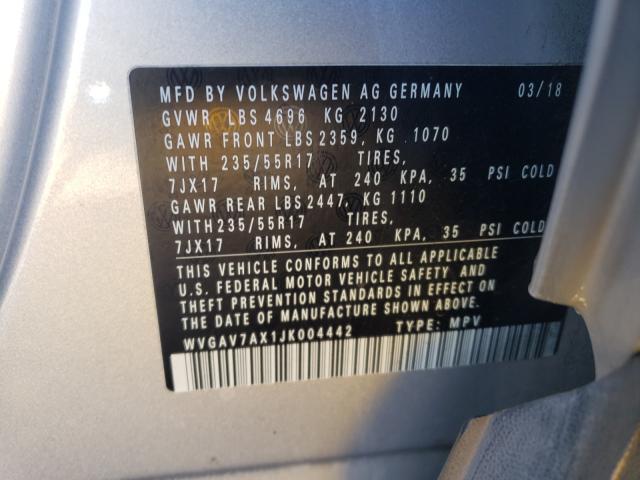 MFD BY VOLKSWAGEN AG GERMANY 03/18
GVWR LBS 4696 KG 2130
GAWR FRONT LBS 2359, KG 1070
WITH 235/55R17 TIRES,
7JX17 RIMS, AT 240 KPA, 35 PSI COLD
GAWR REAR LBS 2447, KG 1110
WITH 235/55R17 TIRES,
7JX17 RIMS, AT 240 KPA, 35 PSI COLD
THIS VEHICLE CONFORMS TO ALL APPLICABLE
U.S. FEDERAL MOTOR VEHICLE SAFETY AND
THEFT PREVENTION STANDARDS IN EFFECT ON
DATE OF MANUFACTURE SHOWN ABOVE.
WVGAV7AX1JK004442 TYPE: MPV